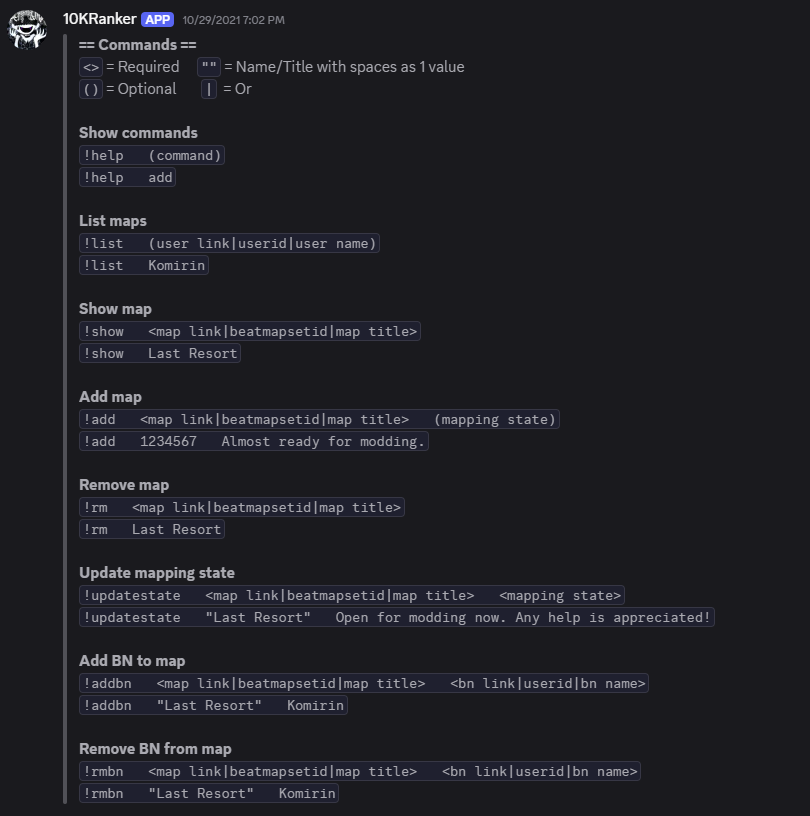 10KRanker APP 10/29/2021 7:02 PM
== Commands ==
<> = Required "" = Name/Title with spaces as 1 value
() = Optional | = Or
Show commands
!help (command)
!help add
List maps
!list (user link|userid|user name)
!list Komirin
Show map
!show <map link|beatmapsetid|map title>
!show Last Resort
Add map
!add <map link|beatmapsetid|map title> (mapping state)
!add 1234567 Almost ready for modding.
Remove map
!rm <map link|beatmapsetid|map title>
!rm Last Resort
Update mapping state
!updatestate <map link|beatmapsetid|map title> <mapping state>
!updatestate "Last Resort" Open for modding now. Any help is appreciated!
Add BN to map
!addbn <map link|beatmapsetid|map title> <bn link|userid|bn name>
!addbn "Last Resort" Komirin
Remove BN from map
!rmbn <map link|beatmapsetid|map title> <bn link|userid|bn name>
!rmbn "Last Resort" Komirin